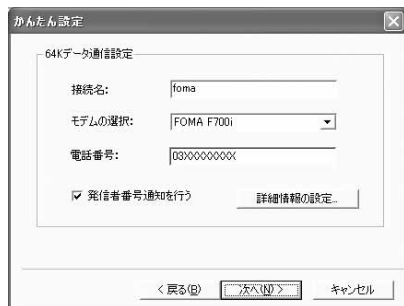 かんたん設定
64Kデータ通信設定
接続名: foma
モデムの選択: FOMA F700i
電話番号: 03XXXXXXXX
発信者番号通知を行う 詳細情報の設定...
< 戻る(B) 次へ(N) > キャンセル